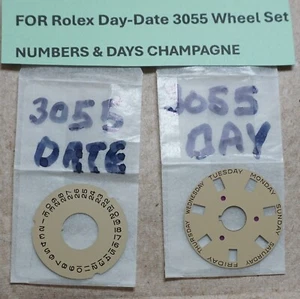 FOR Rolex Day-Date 3055 Wheel Set
NUMBERS & DAYS CHAMPAGNE
3055
DATE
3055
DAY
SUNDAY
MONDAY
TUESDAY
WEDNESDAY
THURSDAY
FRIDAY
SATURDAY